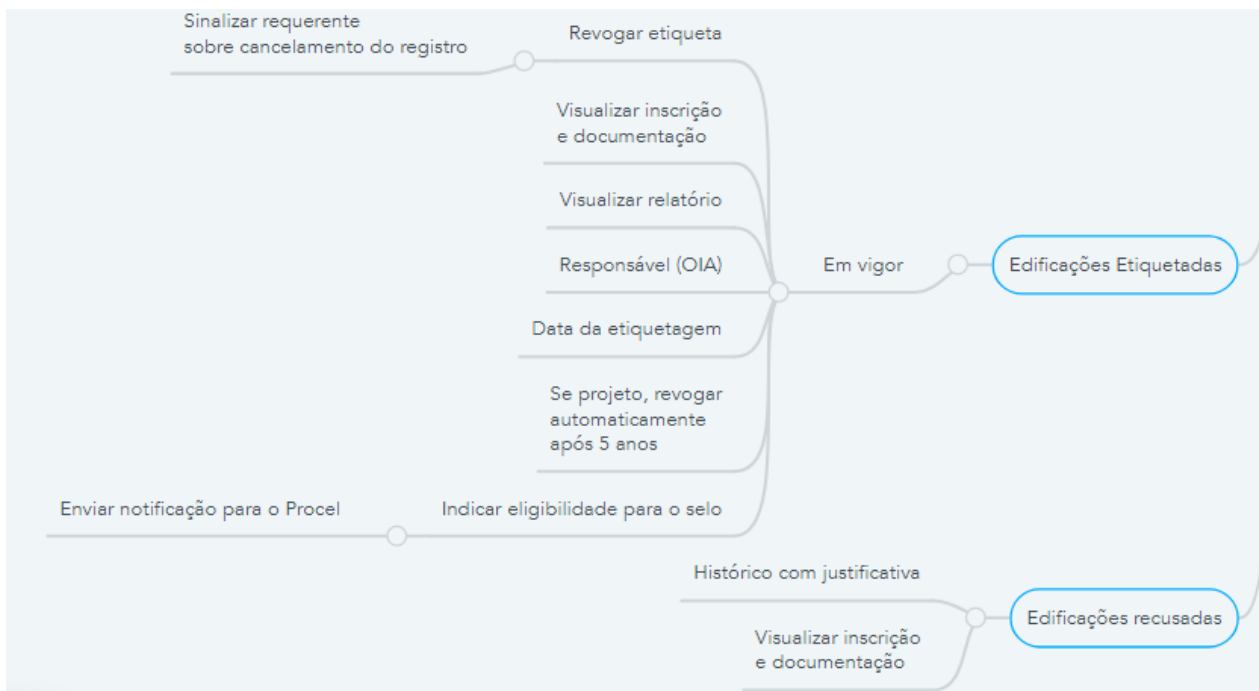 Sinalizar requerente
sobre cancelamento do registro
Revogar etiqueta
Visualizar inscrição
e documentação
Visualizar relatório
Responsável (OIA)
Em vigor
Edificações Etiquetadas
Data da etiquetagem
Se projeto, revogar
automaticamente
após 5 anos
Enviar notificação para o Procel
Indicar eligibilidade para o selo
Histórico com justificativa
Edificações recusadas
Visualizar inscrição
e documentação